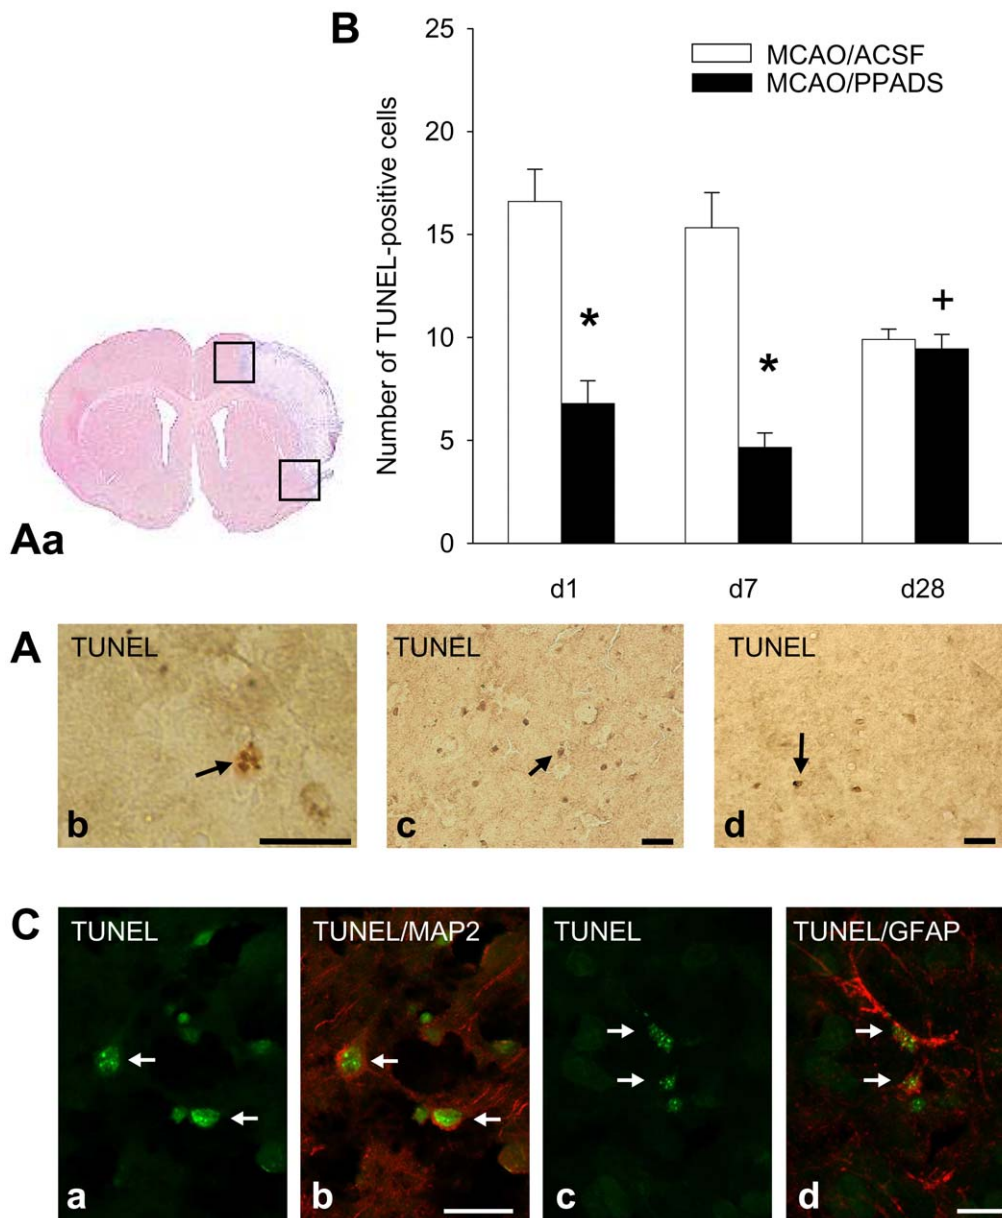 B
25
20
15
10
5
0
Number of TUNEL-positive cells
MCAO/ACSF
MCAO/PPADS
*
*
+
d1
d7
d28
Aa
A
TUNEL
b
TUNEL
c
TUNEL
d
C
TUNEL
a
TUNEL/MAP2
b
TUNEL
c
TUNEL/GFAP
d